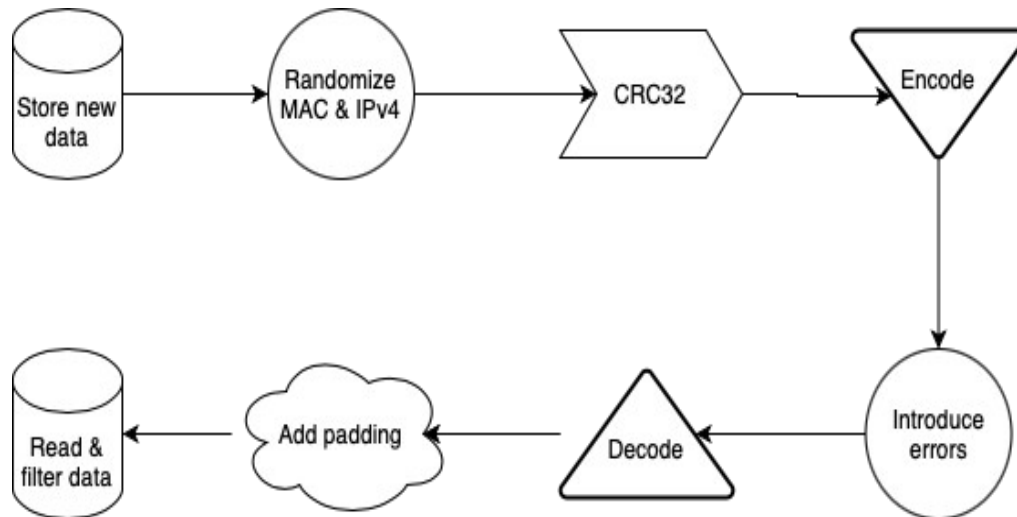 Store new
data
Randomize
MAC & IPv4
CRC32
Encode
Introduce
errors
Decode
Add padding
Read &
filter data